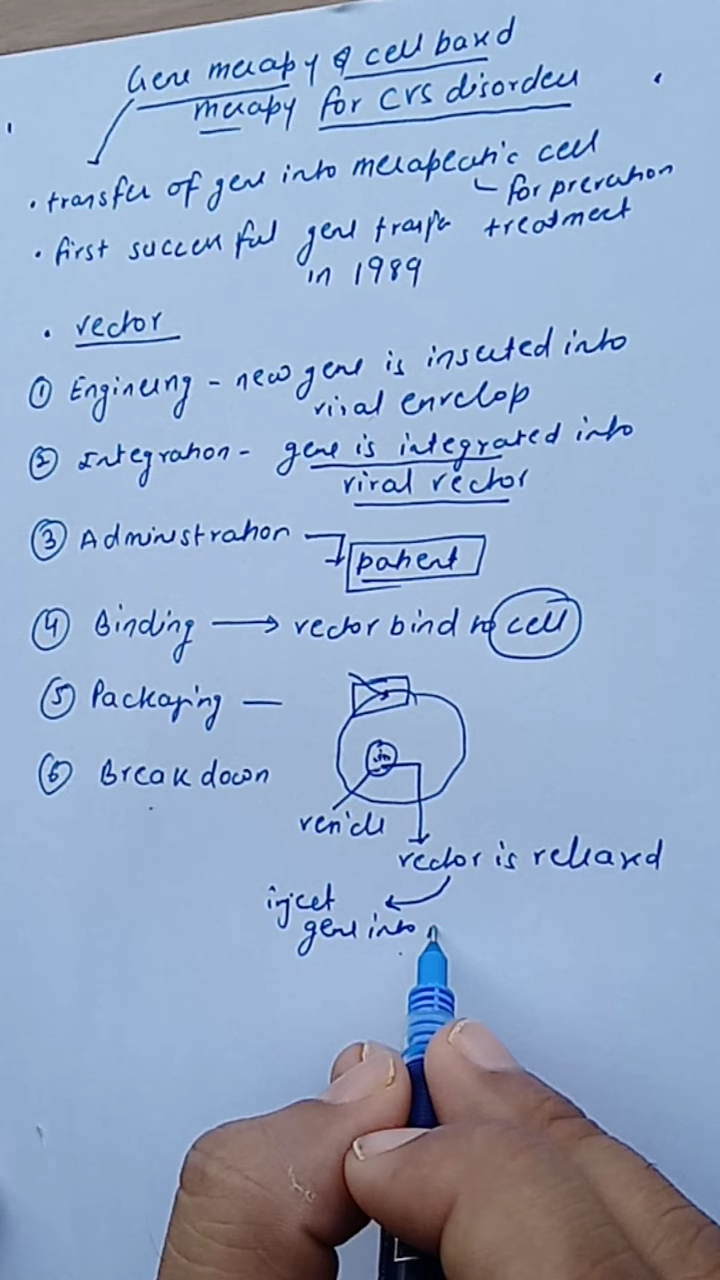 Gene therapy & cell based
therapy for CVS disorder
• transfer of gene into therapeutic cell
for prevention
• first successful gene transfer treatment
in 1989
• vector
① Engineering - new gene is inserted into
viral envelop
② Integration - gene is integrated into
viral vector
③ Administration → patient
④ Binding → vector bind to cell
⑤ Packaging —
⑥ Break down
vesicle
vector is released
injcet
gene into